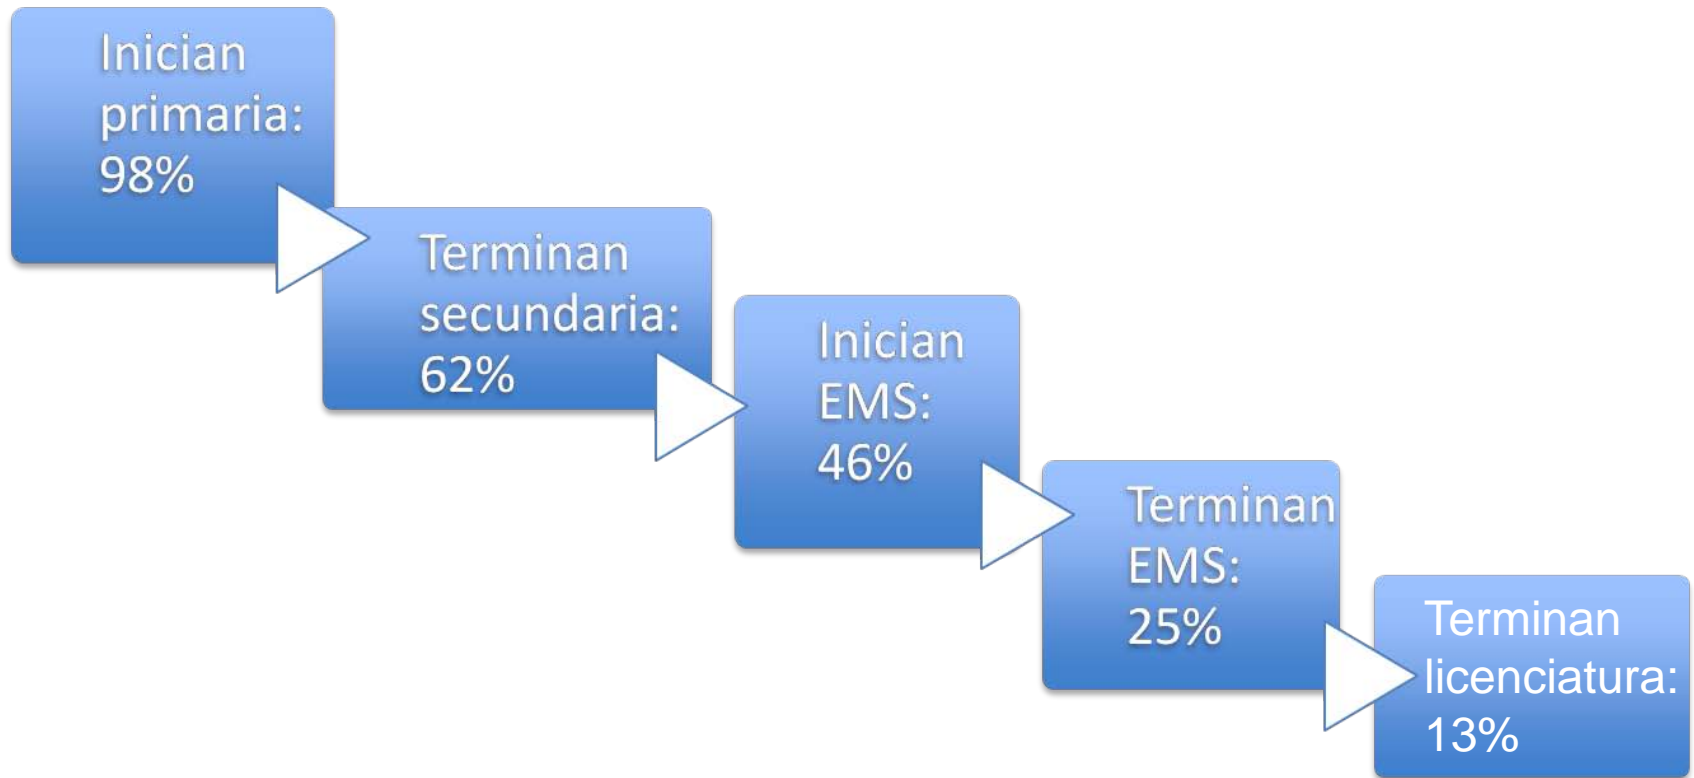 Inician
primaria:
98%
Terminan
secundaria:
62%
Inician
EMS:
46%
Terminan
EMS:
25%
Terminan
licenciatura:
13%